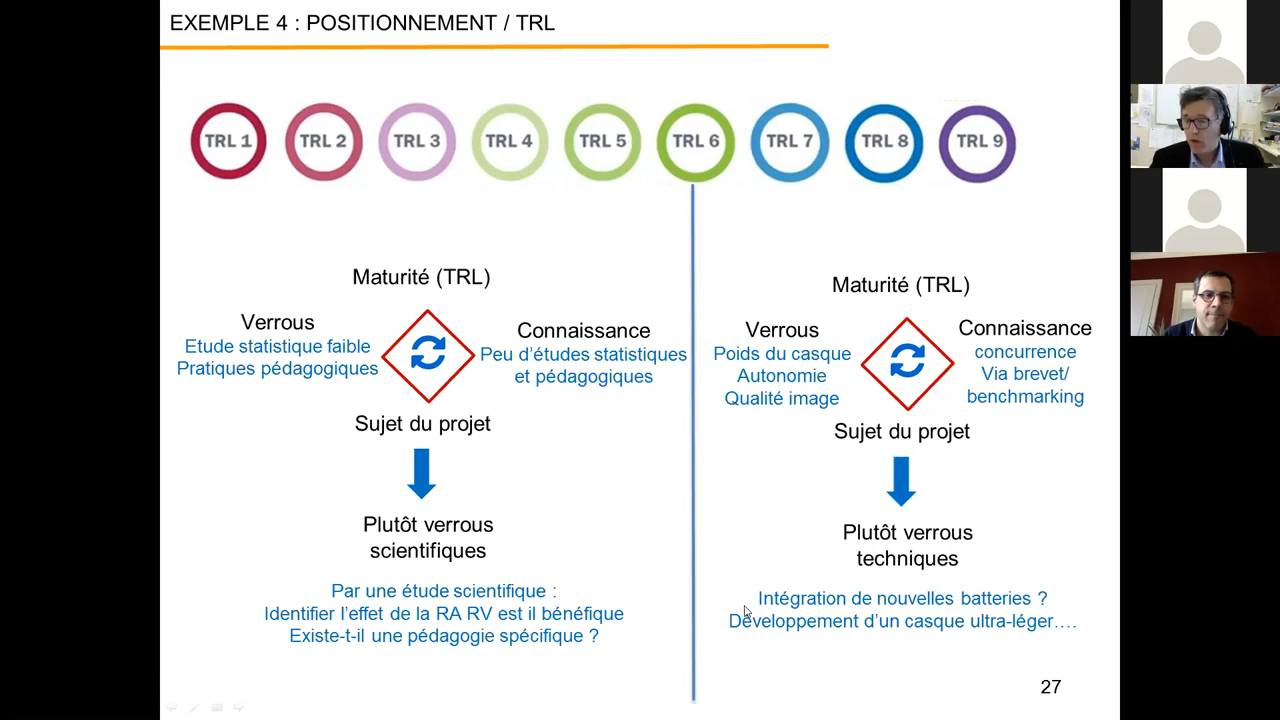 EXEMPLE 4 : POSITIONNEMENT / TRL
TRL 1 TRL 2 TRL 3 TRL 4 TRL 5 TRL 6 TRL 7 TRL 8 TRL 9
Maturité (TRL)
Verrous
Etude statistique faible
Pratiques pédagogiques
Connaissance
Peu d'études statistiques
et pédagogiques
Sujet du projet
Plutôt verrous
scientifiques
Par une étude scientifique :
Identifier l'effet de la RA RV est il bénéfique
Existe-t-il une pédagogie spécifique ?
Maturité (TRL)
Verrous
Poids du casque
Autonomie
Qualité image
Connaissance
concurrence
Via brevet/
benchmarking
Sujet du projet
Plutôt verrous
techniques
Intégration de nouvelles batteries ?
Développement d'un casque ultra-léger….
27